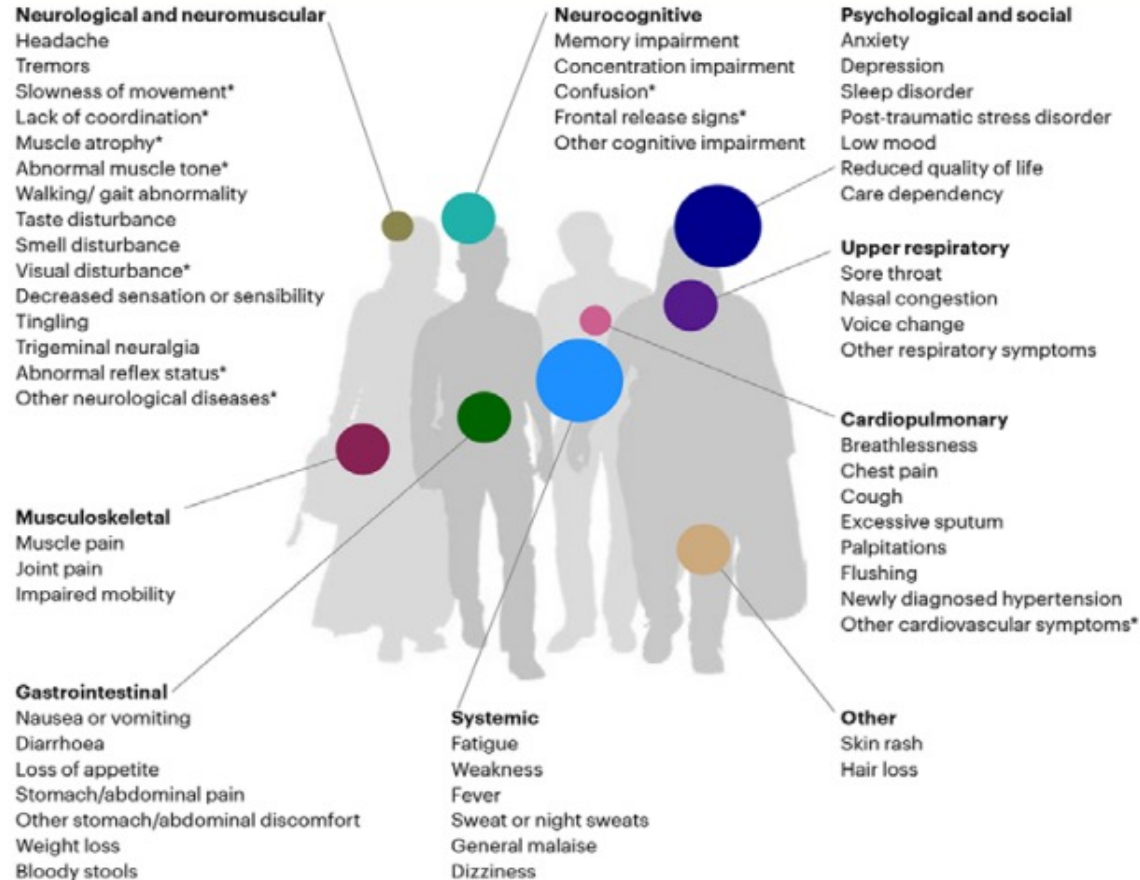 Neurological and neuromuscular
Headache
Tremors
Slowness of movement*
Lack of coordination*
Muscle atrophy*
Abnormal muscle tone*
Walking/ gait abnormality
Taste disturbance
Smell disturbance
Visual disturbance*
Decreased sensation or sensibility
Tingling
Trigeminal neuralgia
Abnormal reflex status*
Other neurological diseases*
Neurocognitive
Memory impairment
Concentration impairment
Confusion*
Frontal release signs*
Other cognitive impairment
Psychological and social
Anxiety
Depression
Sleep disorder
Post-traumatic stress disorder
Low mood
Reduced quality of life
Care dependency
Upper respiratory
Sore throat
Nasal congestion
Voice change
Other respiratory symptoms
Cardiopulmonary
Breathlessness
Chest pain
Cough
Excessive sputum
Palpitations
Flushing
Newly diagnosed hypertension
Other cardiovascular symptoms*
Musculoskeletal
Muscle pain
Joint pain
Impaired mobility
Gastrointestinal
Nausea or vomiting
Diarrhoea
Loss of appetite
Stomach/abdominal pain
Other stomach/abdominal discomfort
Weight loss
Bloody stools
Systemic
Fatigue
Weakness
Fever
Sweat or night sweats
General malaise
Dizziness
Other
Skin rash
Hair loss